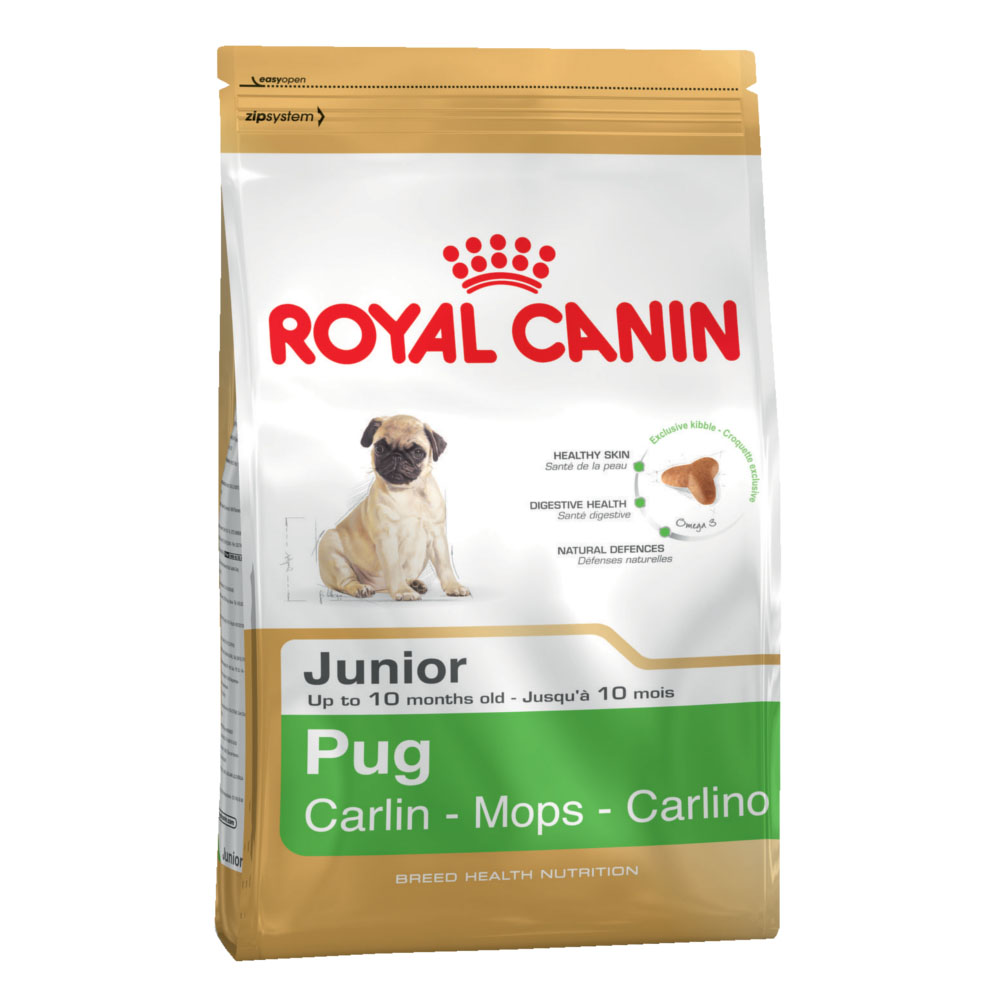 easyopen
zipsystem
ROYAL CANIN
Exclusive kibble - Croquette exclusive
HEALTHY SKIN
Santé de la peau
DIGESTIVE HEALTH
Santé digestive
Omega 3
NATURAL DEFENCES
Défenses naturelles
Junior
Up to 10 months old - Jusqu'à 10 mois
Pug
Carlin - Mops - Carlino
BREED HEALTH NUTRITION
Junior